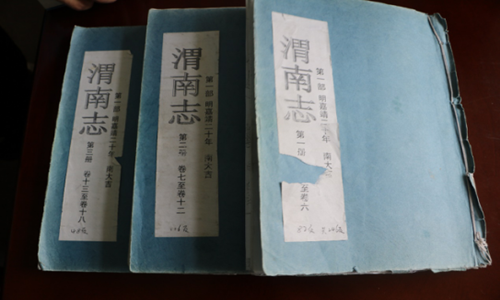 渭南志
第一部 明嘉靖二十年 南大吉
第三册 卷十三至卷十八
渭南志
第一部 明嘉靖二十年 南大吉
第二册 卷七至卷十二
渭南志
第一部 明嘉靖二十年 南大
第一册 至卷六